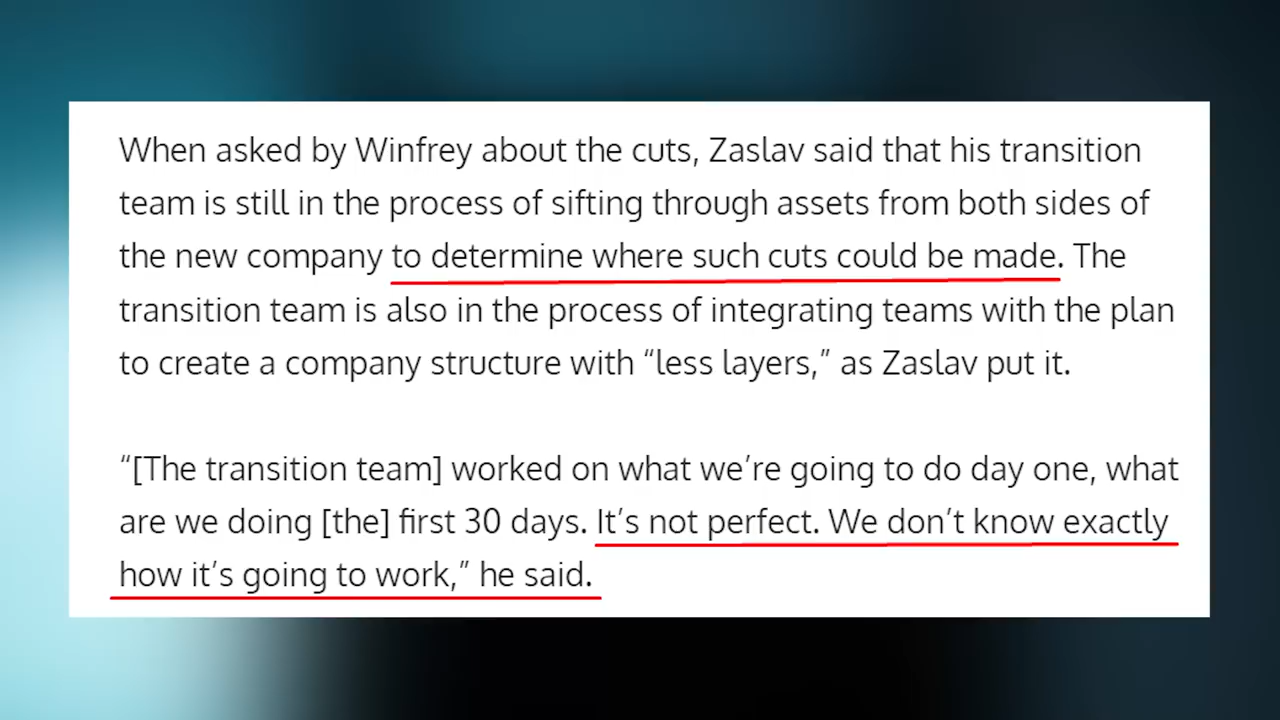 When asked by Winfrey about the cuts, Zaslav said that his transition
team is still in the process of sifting through assets from both sides of
the new company to determine where such cuts could be made. The
transition team is also in the process of integrating teams with the plan
to create a company structure with “less layers,” as Zaslav put it.
“[The transition team] worked on what we’re going to do day one, what
are we doing [the] first 30 days. It’s not perfect. We don’t know exactly
how it’s going to work,” he said.